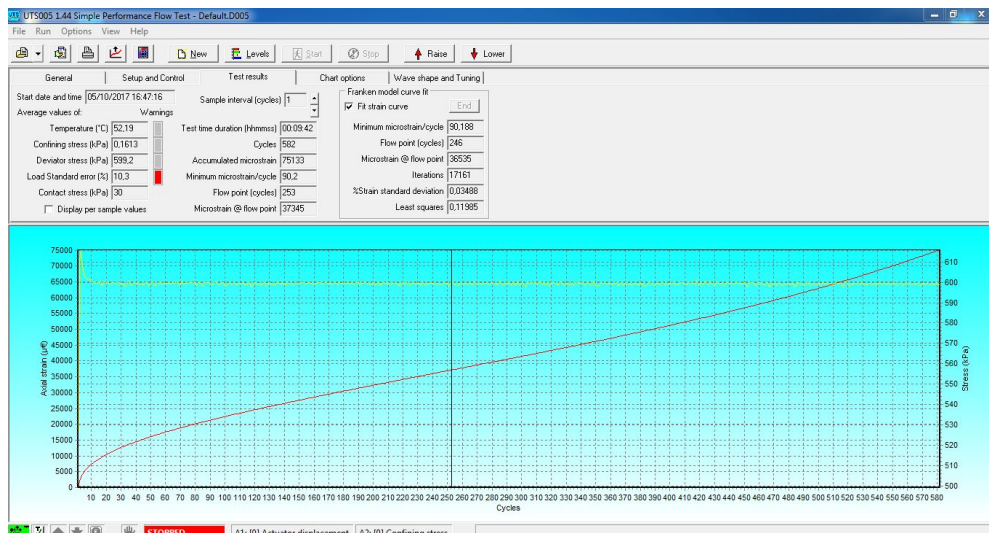 UTS005 1.44 Simple Performance Flow Test - Default.D005
File Run Options View Help
New Levels Start Stop Raise Lower
General Setup and Control Test results Chart options Wave shape and Tuning
Start date and time 05/10/2017 16:47:16
Average values of: Warnings
Temperature (°C) 52,19
Confining stress (kPa) 0,1613
Deviator stress (kPa) 599,2
Load Standard error (%) 10,3
Contact stress (kPa) 30
Display per sample values
Sample interval (cycles) 1
Test time duration (hhmmss) 00:09:42
Cycles 582
Accumulated microstrain 75133
Minimum microstrain/cycle 90.2
Flow point (cycles) 253
Microstrain @ flow point 37345
Franken model curve fit
Fit strain curve End
Minimum microstrain/cycle 90,188
Flow point (cycles) 246
Microstrain @ flow point 36535
Iterations 17161
%Strain standard deviation 0,03488
Least squares 0,11985
Axial strain (µє)
75000
70000
65000
60000
55000
50000
45000
40000
35000
30000
25000
20000
15000
10000
5000
0
610
600
590
580
570
560
550
540
530
520
510
500
Stress (kPa)
10 20 30 40 50 60 70 80 90 100 110 120 130 140 150 160 170 180 190 200 210 220 230 240 250 260 270 280 290 300 310 320 330 340 350 360 370 380 390 400 410 420 430 440 450 460 470 480 490 500 510 520 530 540 550 560 570 580
Cycles
STOPPED A1: [0] Actuator displacement A2: [0] Confining stress